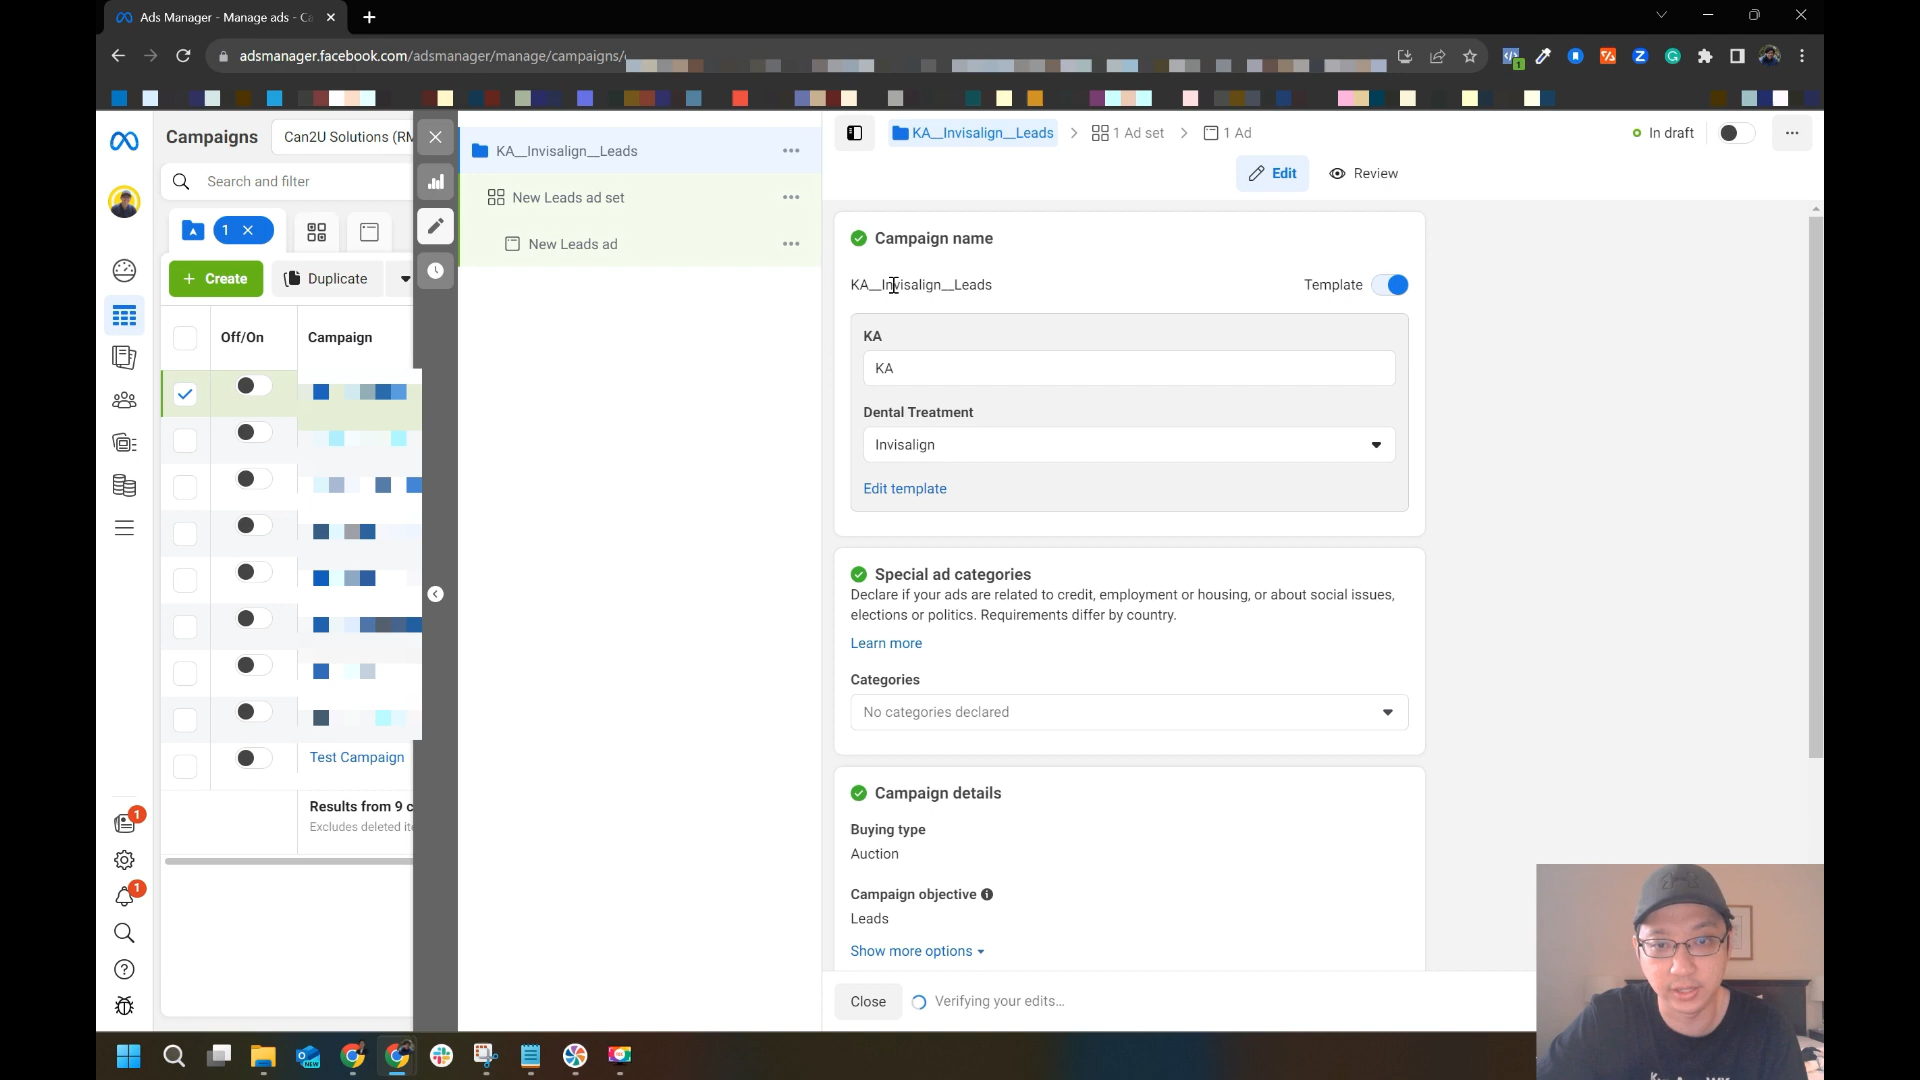 Ads Manager - Manage ads - Ca
adsmanager.facebook.com/adsmanager/manage/campaigns/
1
Campaigns
Can2U Solutions (RM
Search and filter
1
Create
Duplicate
Off/On
Campaign
Test Campaign
Results from 9 c
Excludes deleted ite
1
1
KA__Invisalign__Leads
New Leads ad set
New Leads ad
KA__Invisalign__Leads
1 Ad set
1 Ad
In draft
Edit
Review
Campaign name
KA__Invisalign__Leads
Template
KA
KA
Dental Treatment
Invisalign
Edit template
Special ad categories
Declare if your ads are related to credit, employment or housing, or about social issues,
elections or politics. Requirements differ by country.
Learn more
Categories
No categories declared
Campaign details
Buying type
Auction
Campaign objective
Leads
Show more options
Close
Verifying your edits...
NEW